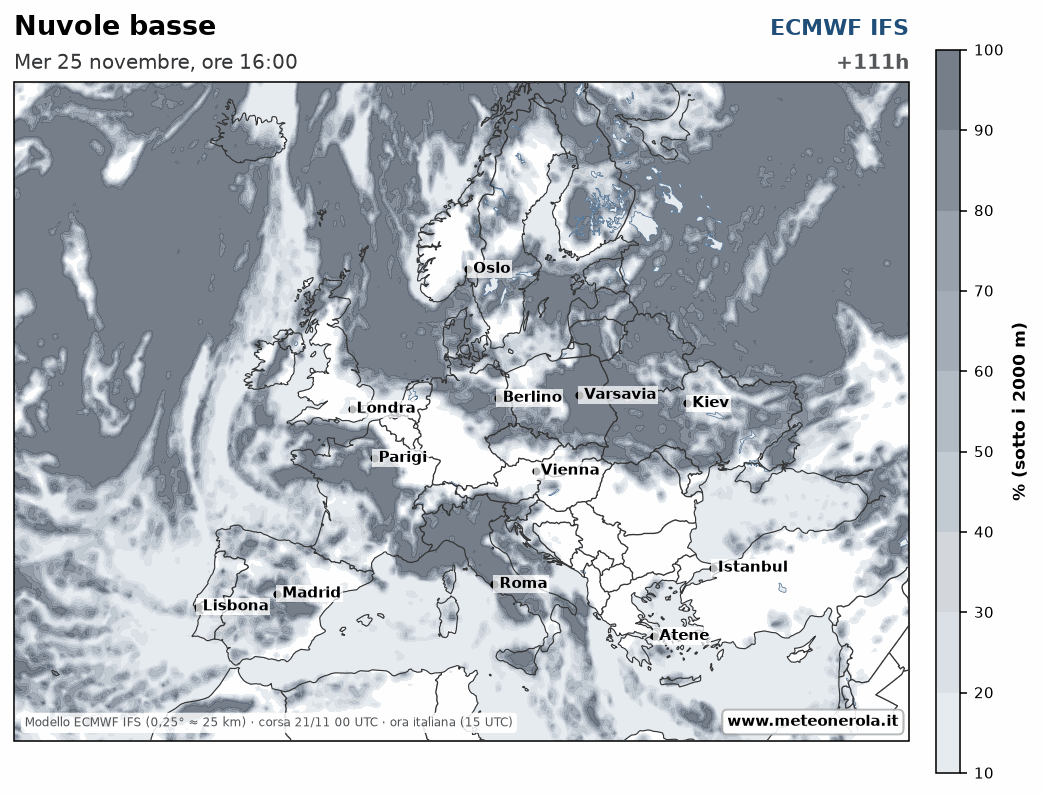 Nuvole basse
ECMWF IFS
Mer 25 novembre, ore 16:00
+111h
Oslo
Londra
Berlino
Varsavia
Kiev
Parigi
Vienna
Istanbul
Roma
Madrid
Lisbona
Atene
Modello ECMWF IFS (0,25° ≈ 25 km) · corsa 21/11 00 UTC · ora italiana (15 UTC)
www.meteonerola.it
100
90
80
70
60
50
40
30
20
10
% (sotto i 2000 m)